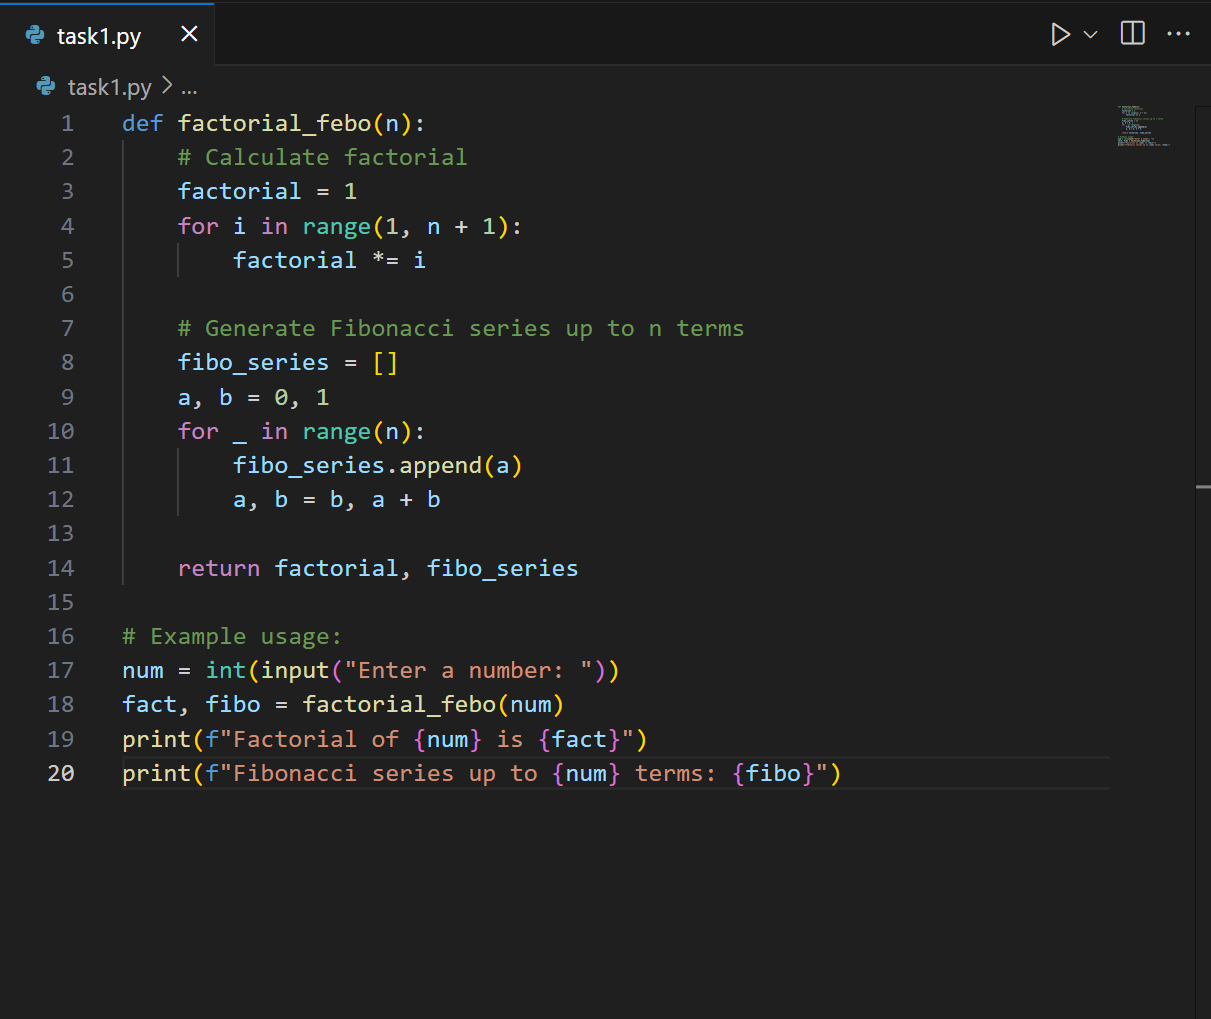 task1.py
task1.py > ...
1 def factorial_febo(n):
2     # Calculate factorial
3     factorial = 1
4     for i in range(1, n + 1):
5         factorial *= i
6
7     # Generate Fibonacci series up to n terms
8     fibo_series = []
9     a, b = 0, 1
10     for _ in range(n):
11         fibo_series.append(a)
12         a, b = b, a + b
13
14     return factorial, fibo_series
15
16 # Example usage:
17 num = int(input("Enter a number: "))
18 fact, fibo = factorial_febo(num)
19 print(f"Factorial of {num} is {fact}")
20 print(f"Fibonacci series up to {num} terms: {fibo}")